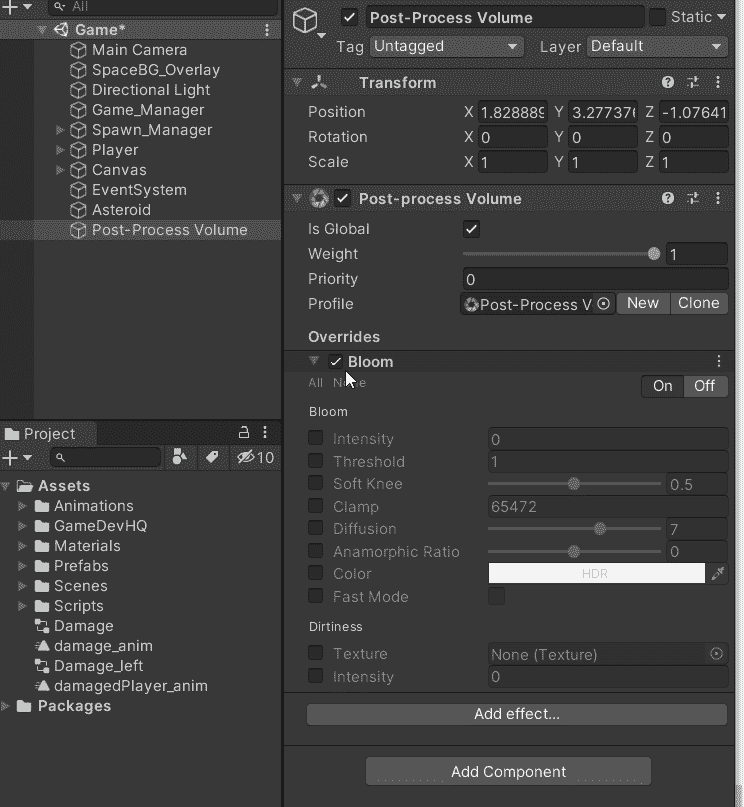 All
Game*
Main Camera
SpaceBG_Overlay
Directional Light
Game_Manager
Spawn_Manager
Player
Canvas
EventSystem
Asteroid
Post-Process Volume
Project
10
Assets
Animations
GameDevHQ
Materials
Prefabs
Scenes
Scripts
Damage
damage_anim
Damage_left
damagedPlayer_anim
Packages
Post-Process Volume Static
Tag Untagged Layer Default
Transform
Position X 1.828889 Y 3.277376 Z -1.07641
Rotation X 0 Y 0 Z 0
Scale X 1 Y 1 Z 1
Post-process Volume
Is Global
Weight 1
Priority 0
Profile Post-Process V New Clone
Overrides
Bloom
All None On Off
Bloom
Intensity 0
Threshold 1
Soft Knee 0.5
Clamp 65472
Diffusion 7
Anamorphic Ratio 0
Color HDR
Fast Mode
Dirtiness
Texture None (Texture)
Intensity 0
Add effect...
Add Component